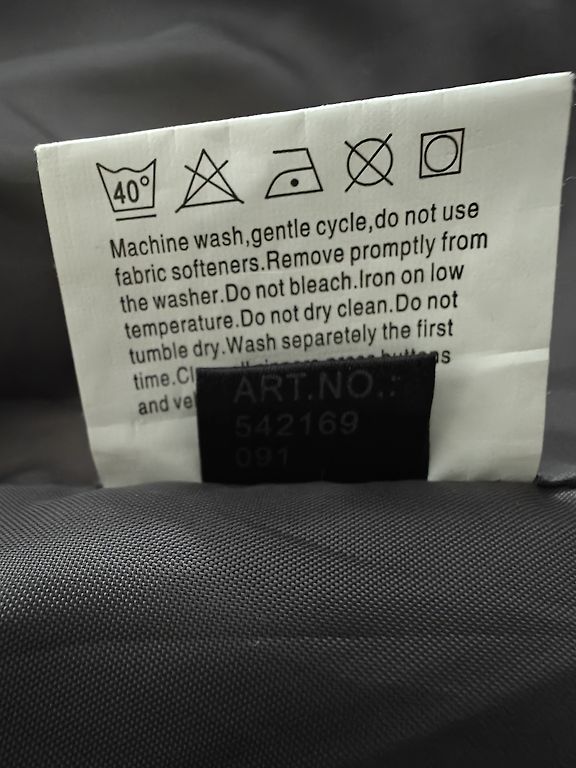 40°
Machine wash,gentle cycle,do not use
fabric softeners.Remove promptly from
the washer.Do not bleach.Iron on low
temperature.Do not dry clean.Do not
tumble dry.Wash separetely the first
time.
and
ART.NO.:
542169
091